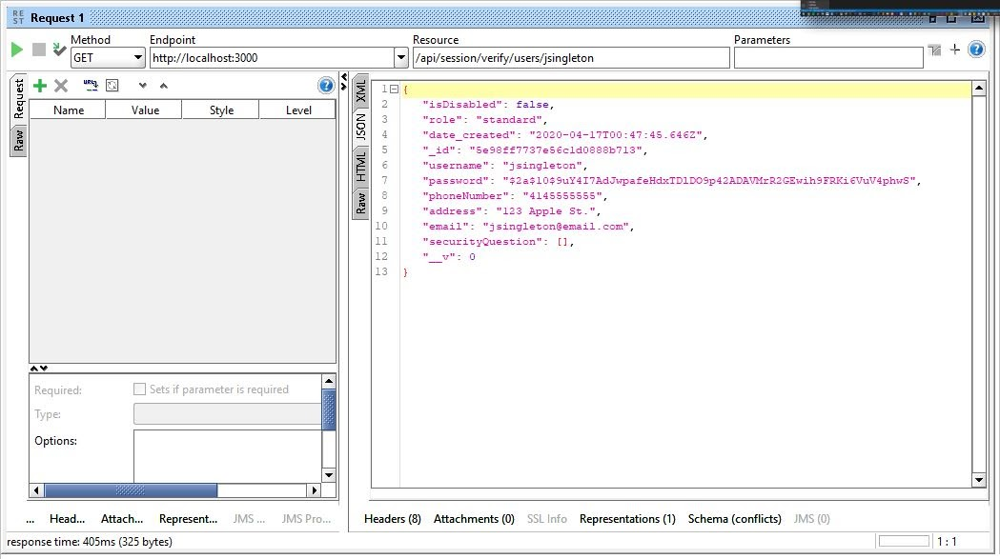 REST Request 1
Method Endpoint Resource Parameters
GET http://localhost:3000 /api/session/verify/users/jsingleton
Request
Raw
Name Value Style Level
Required: Sets if parameter is required
Type:
Options:
... Head... Attach... Represent... JMS ... JMS Pro...
XML
JSON
HTML
Raw
1 {
2 "isDisabled": false,
3 "role": "standard",
4 "date_created": "2020-04-17T00:47:45.646Z",
5 "_id": "5e98ff7737e56c1d0888b713",
6 "username": "jsingleton",
7 "password": "$2a$10$9uY4I7AdJwpafeHdxTD1DO9p42ADAVMrR2GEwih9FRKi6VuV4phwS",
8 "phoneNumber": "4145555555",
9 "address": "123 Apple St.",
10 "email": "jsingleton@email.com",
11 "securityQuestion": [],
12 "__v": 0
13 }
Headers (8) Attachments (0) SSL Info Representations (1) Schema (conflicts) JMS (0)
response time: 405ms (325 bytes) 1 : 1